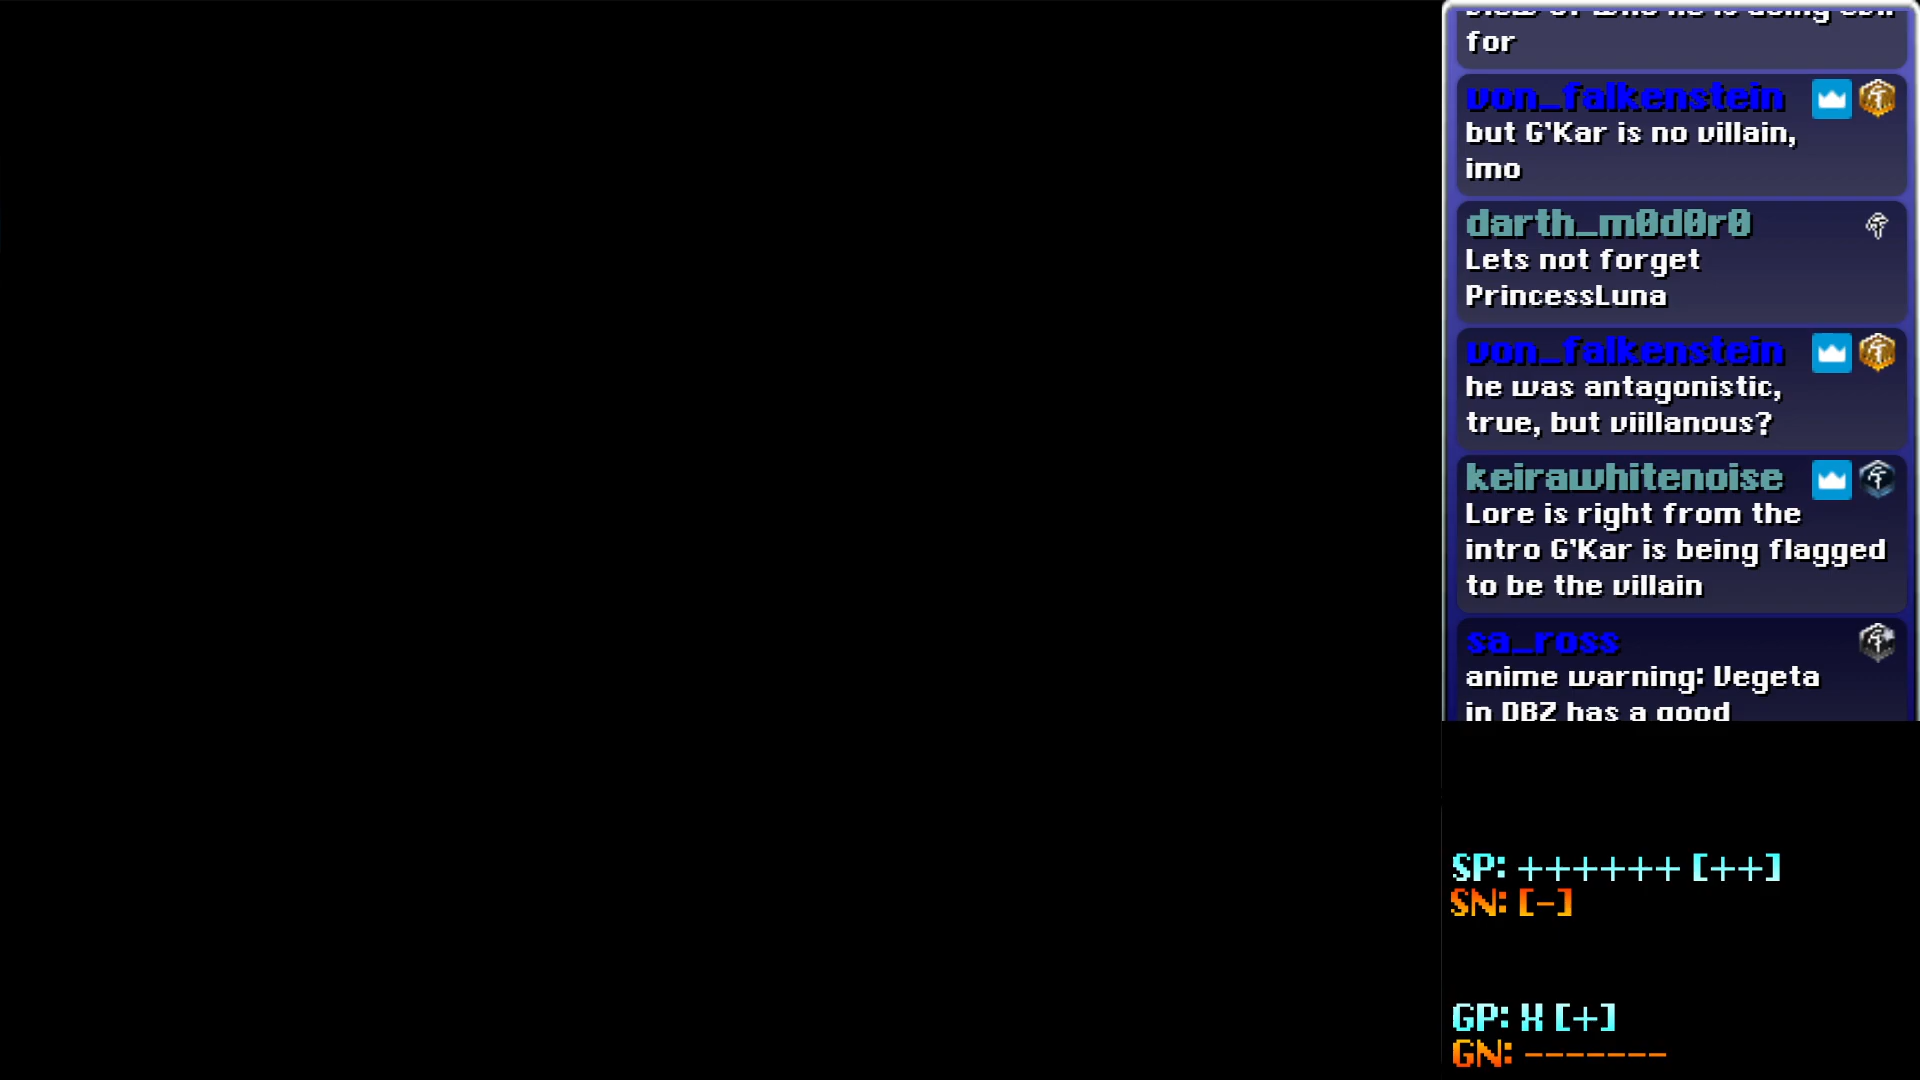 for
von_falkenstein
but G'Kar is no villain,
imo
darth_m0d0r0
Lets not forget
PrincessLuna
von_falkenstein
he was antagonistic,
true, but viillanous?
keirawhitenoise
Lore is right from the
intro G'Kar is being flagged
to be the villain
sa_ross
anime warning: Vegeta
in DBZ has a good
SP: ++++++ [++]
SN: [-]
GP: X [+]
GN: -------